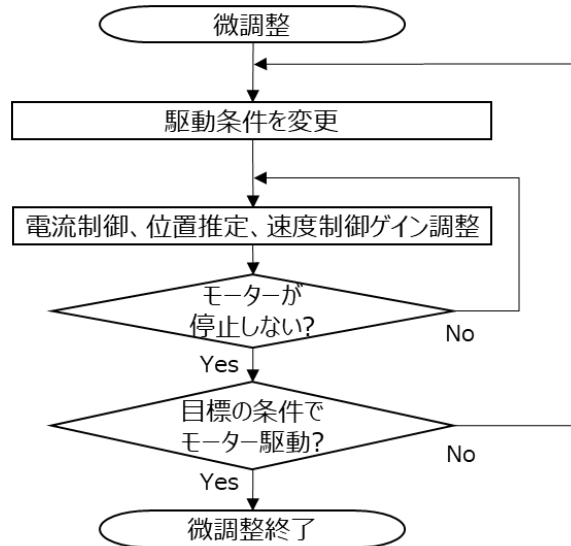 微調整
駆動条件を変更
電流制御、位置推定、速度制御ゲイン調整
モーターが
停止しない?
No
Yes
目標の条件で
モーター駆動?
No
Yes
微調整終了